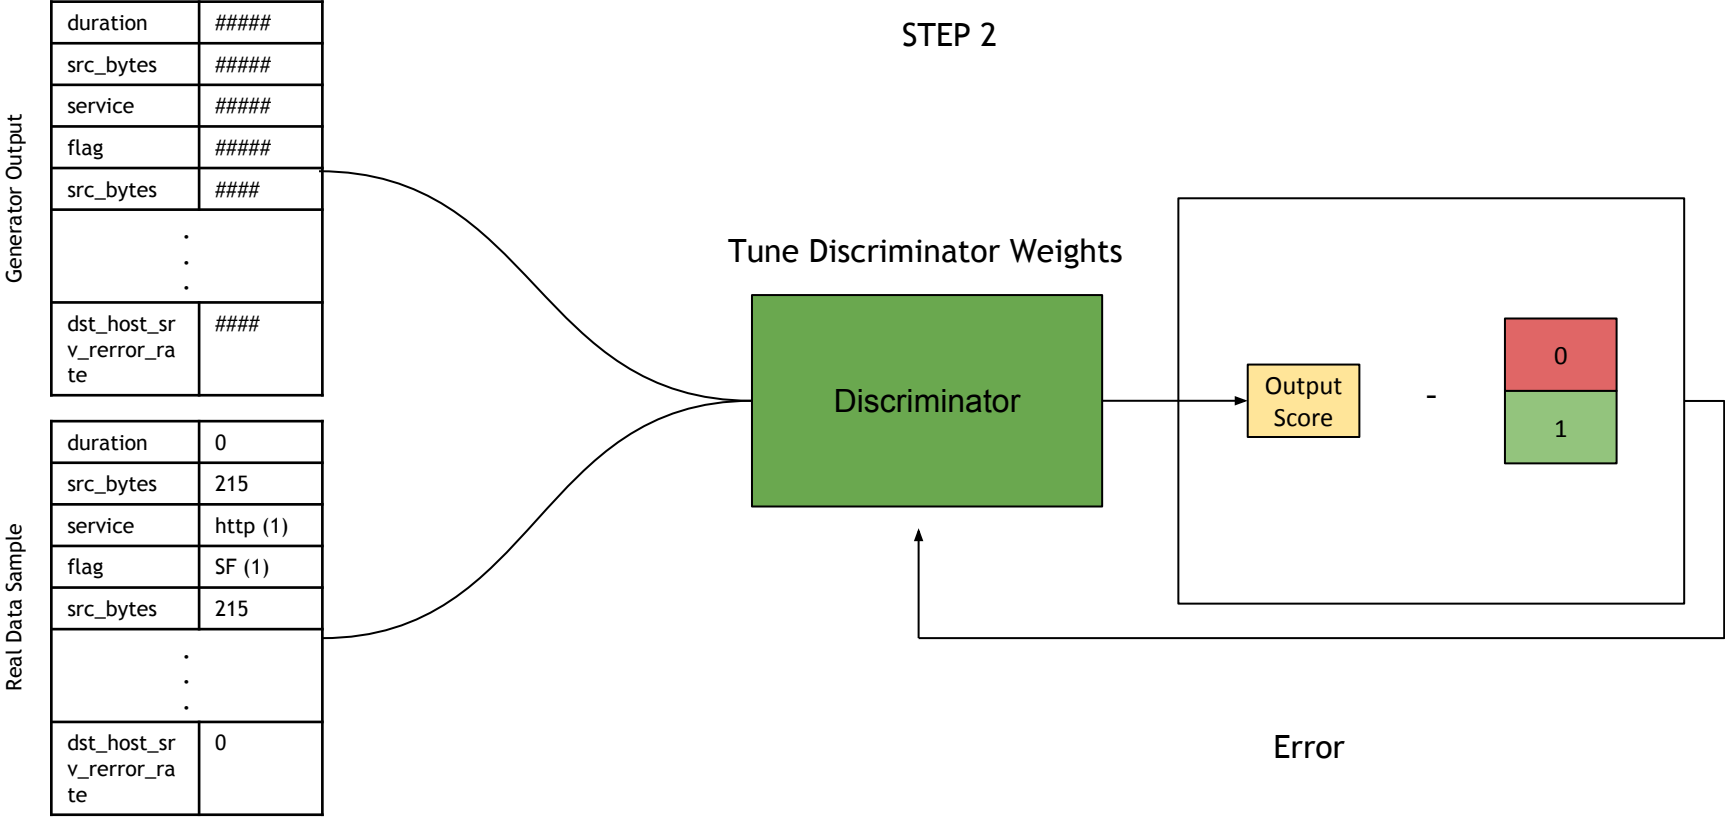 STEP 2
Generator Output
duration #####
src_bytes #####
service #####
flag #####
src_bytes ####
.
.
.
dst_host_sr ####
v_rerror_ra
te
Real Data Sample
duration 0
src_bytes 215
service http (1)
flag SF (1)
src_bytes 215
.
.
.
dst_host_sr 0
v_rerror_ra
te
Tune Discriminator Weights
Discriminator
Output
Score
-
0
1
Error